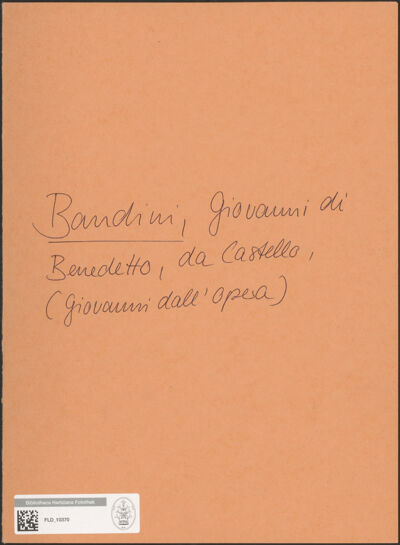 Bandini, Giovanni di
Benedetto, da Castello,
(Giovanni dall'opera)
Bibliotheca Hertziana Fotothek
FLD_10370